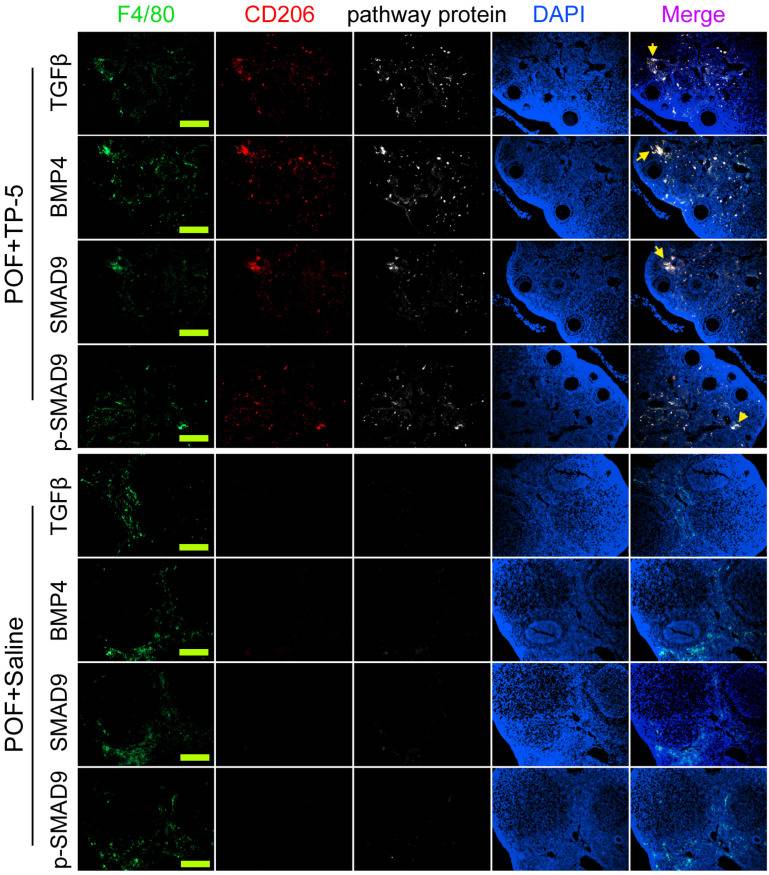 F4/80 CD206 pathway protein DAPI Merge
POF+TP-5
TGFβ
BMP4
SMAD9
p-SMAD9
POF+Saline
TGFβ
BMP4
SMAD9
p-SMAD9